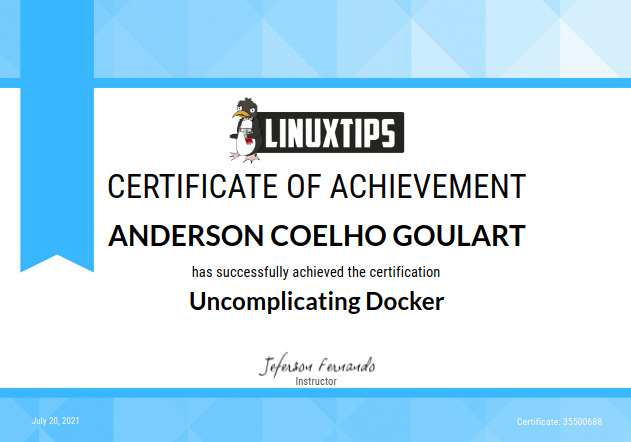 LINUXTIPS
CERTIFICATE OF ACHIEVEMENT
ANDERSON COELHO GOULART
has successfully achieved the certification
Uncomplicating Docker
Jeferson Fernando
Instructor
July 20, 2021
Certificate: 35500688